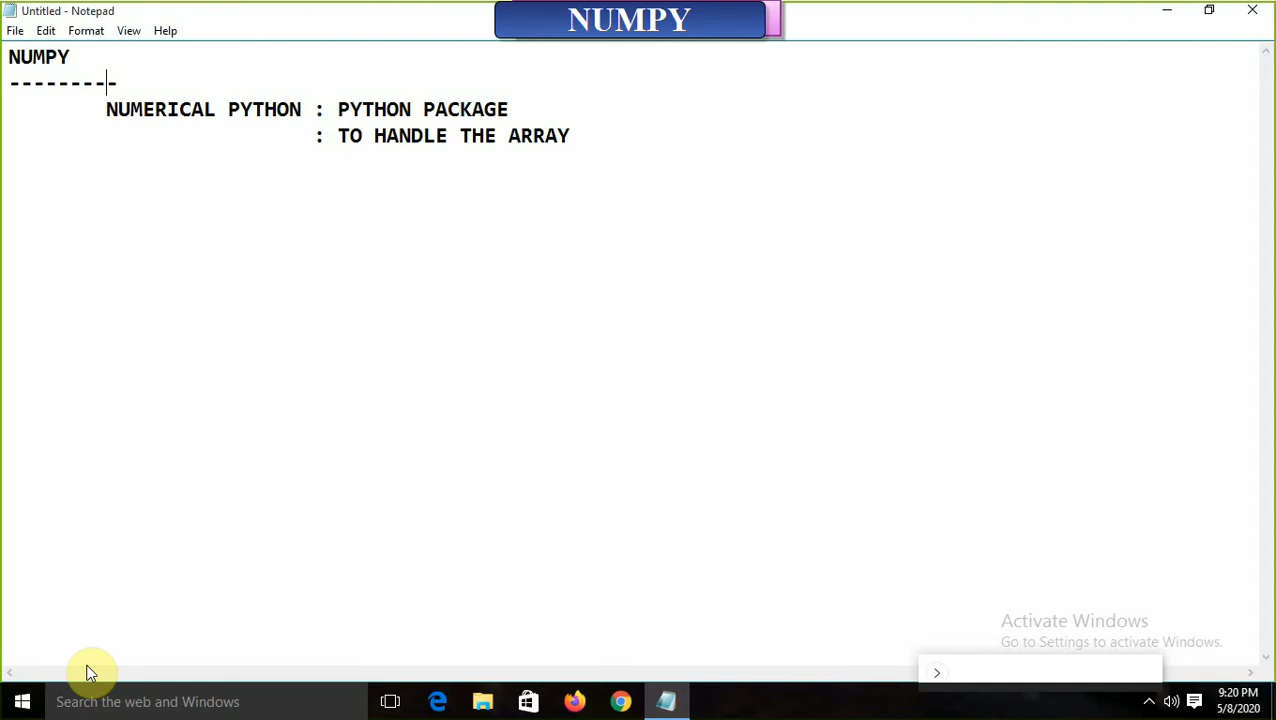 Untitled - Notepad
NUMPY
File Edit Format View Help
NUMPY
---------
NUMERICAL PYTHON : PYTHON PACKAGE
: TO HANDLE THE ARRAY
Activate Windows
Go to Settings to activate Windows.
Search the web and Windows
9:20 PM
5/8/2020